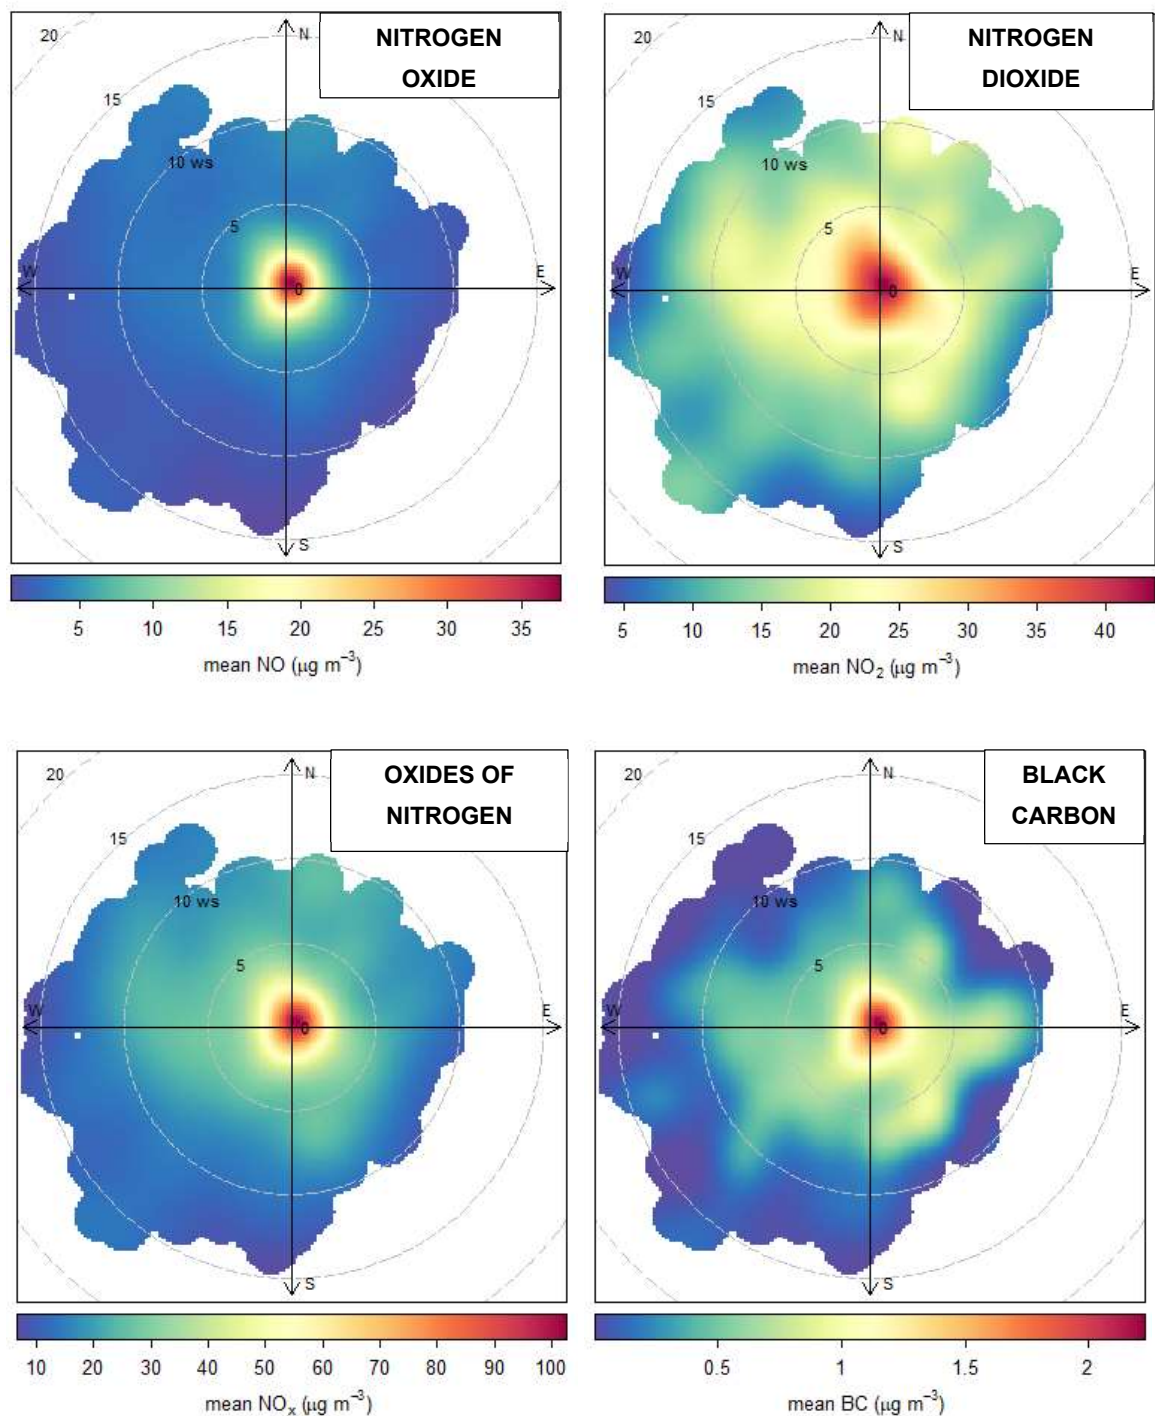 NITROGEN
OXIDE
20
N
15
10 ws
5
W
0
E
S
5 10 15 20 25 30 35
mean NO (μg m⁻³)
NITROGEN
DIOXIDE
20
N
15
10 ws
5
W
0
E
S
5 10 15 20 25 30 35 40
mean NO₂ (μg m⁻³)
OXIDES OF
NITROGEN
20
N
15
10 ws
5
W
0
E
S
10 20 30 40 50 60 70 80 90 100
mean NOₓ (μg m⁻³)
BLACK
CARBON
20
N
15
10 ws
5
W
0
E
S
0.5 1 1.5 2
mean BC (μg m⁻³)